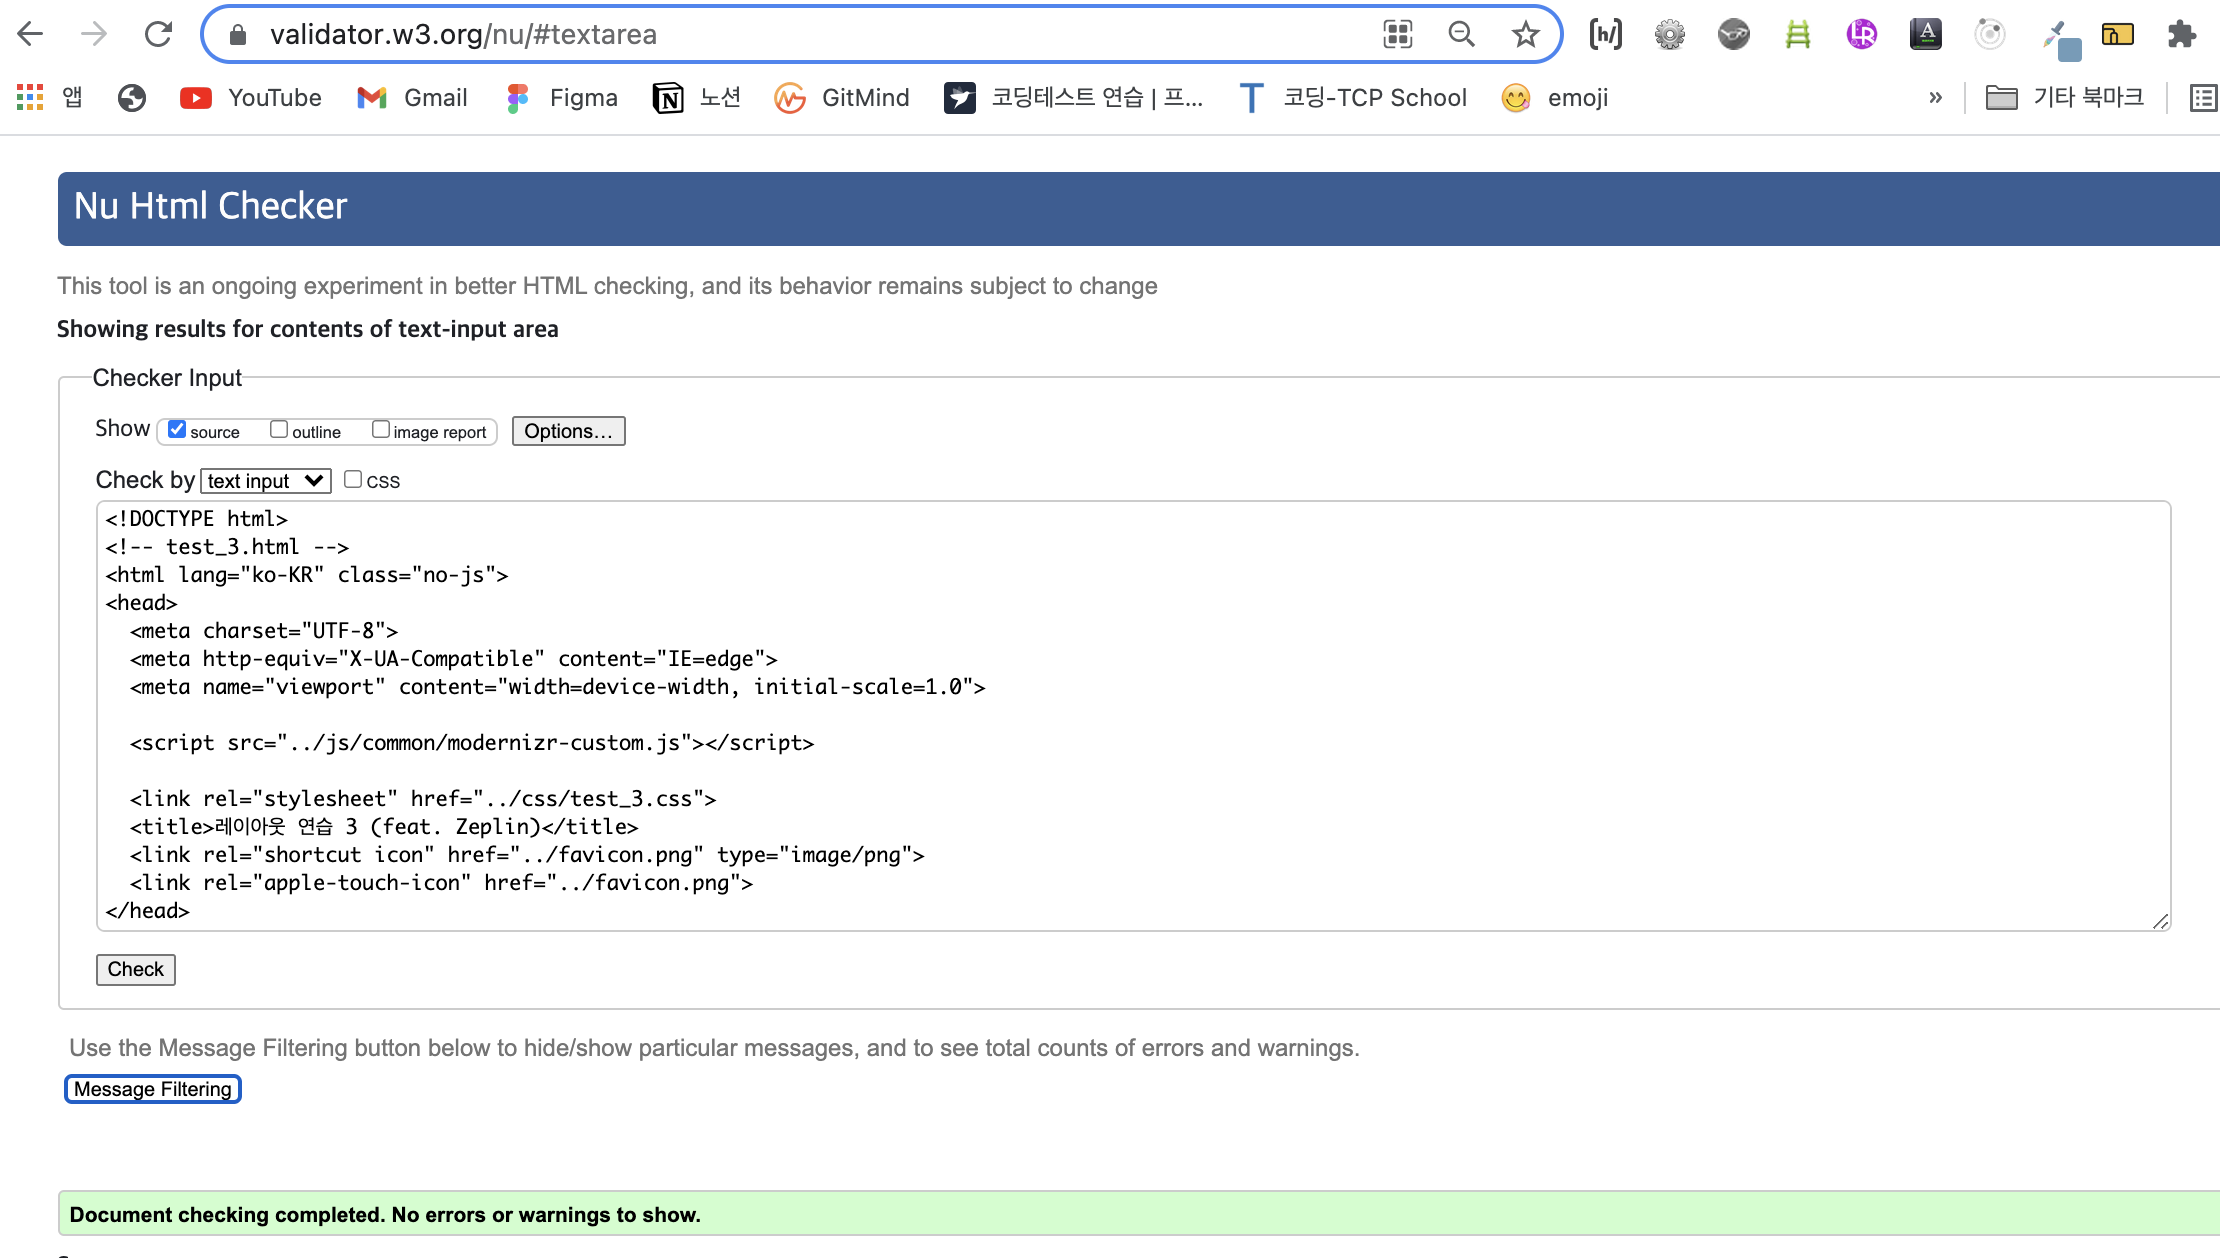 validator.w3.org/nu/#textarea
앱 YouTube Gmail Figma 노션 GitMind 코딩테스트 연습 | 프... 코딩-TCP School emoji » 기타 북마크
Nu Html Checker
This tool is an ongoing experiment in better HTML checking, and its behavior remains subject to change
Showing results for contents of text-input area
Checker Input
Show source outline image report Options...
Check by text input CSS
<!DOCTYPE html>
<!-- test_3.html -->
<html lang="ko-KR" class="no-js">
<head>
<meta charset="UTF-8">
<meta http-equiv="X-UA-Compatible" content="IE=edge">
<meta name="viewport" content="width=device-width, initial-scale=1.0">
<script src="../js/common/modernizr-custom.js"></script>
<link rel="stylesheet" href="../css/test_3.css">
<title>레이아웃 연습 3 (feat. Zeplin)</title>
<link rel="shortcut icon" href="../favicon.png" type="image/png">
<link rel="apple-touch-icon" href="../favicon.png">
</head>
Check
Use the Message Filtering button below to hide/show particular messages, and to see total counts of errors and warnings.
Message Filtering
Document checking completed. No errors or warnings to show.